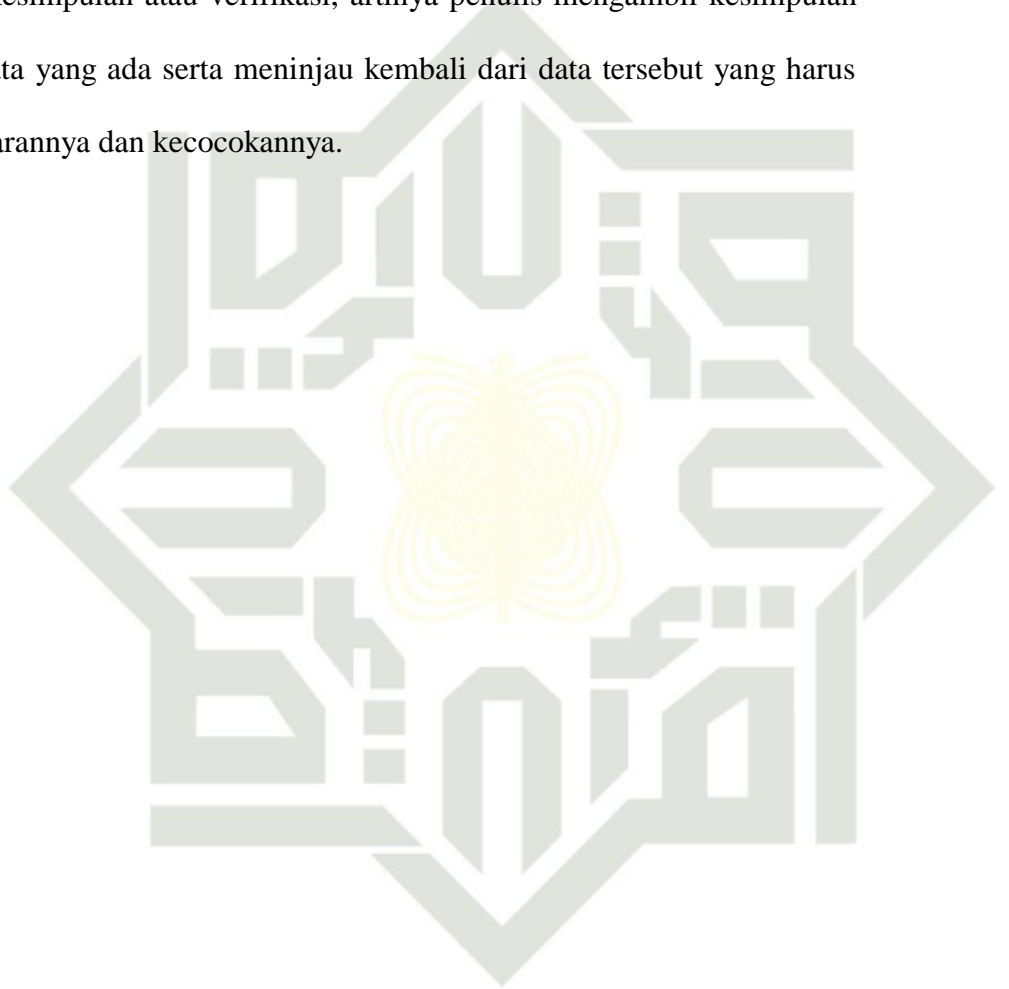 esimpulan atau verifikasi, artinya penulis mengambil kesimpulan
ta yang ada serta meninjau kembali dari data tersebut yang harus
arannya dan kecocokannya.